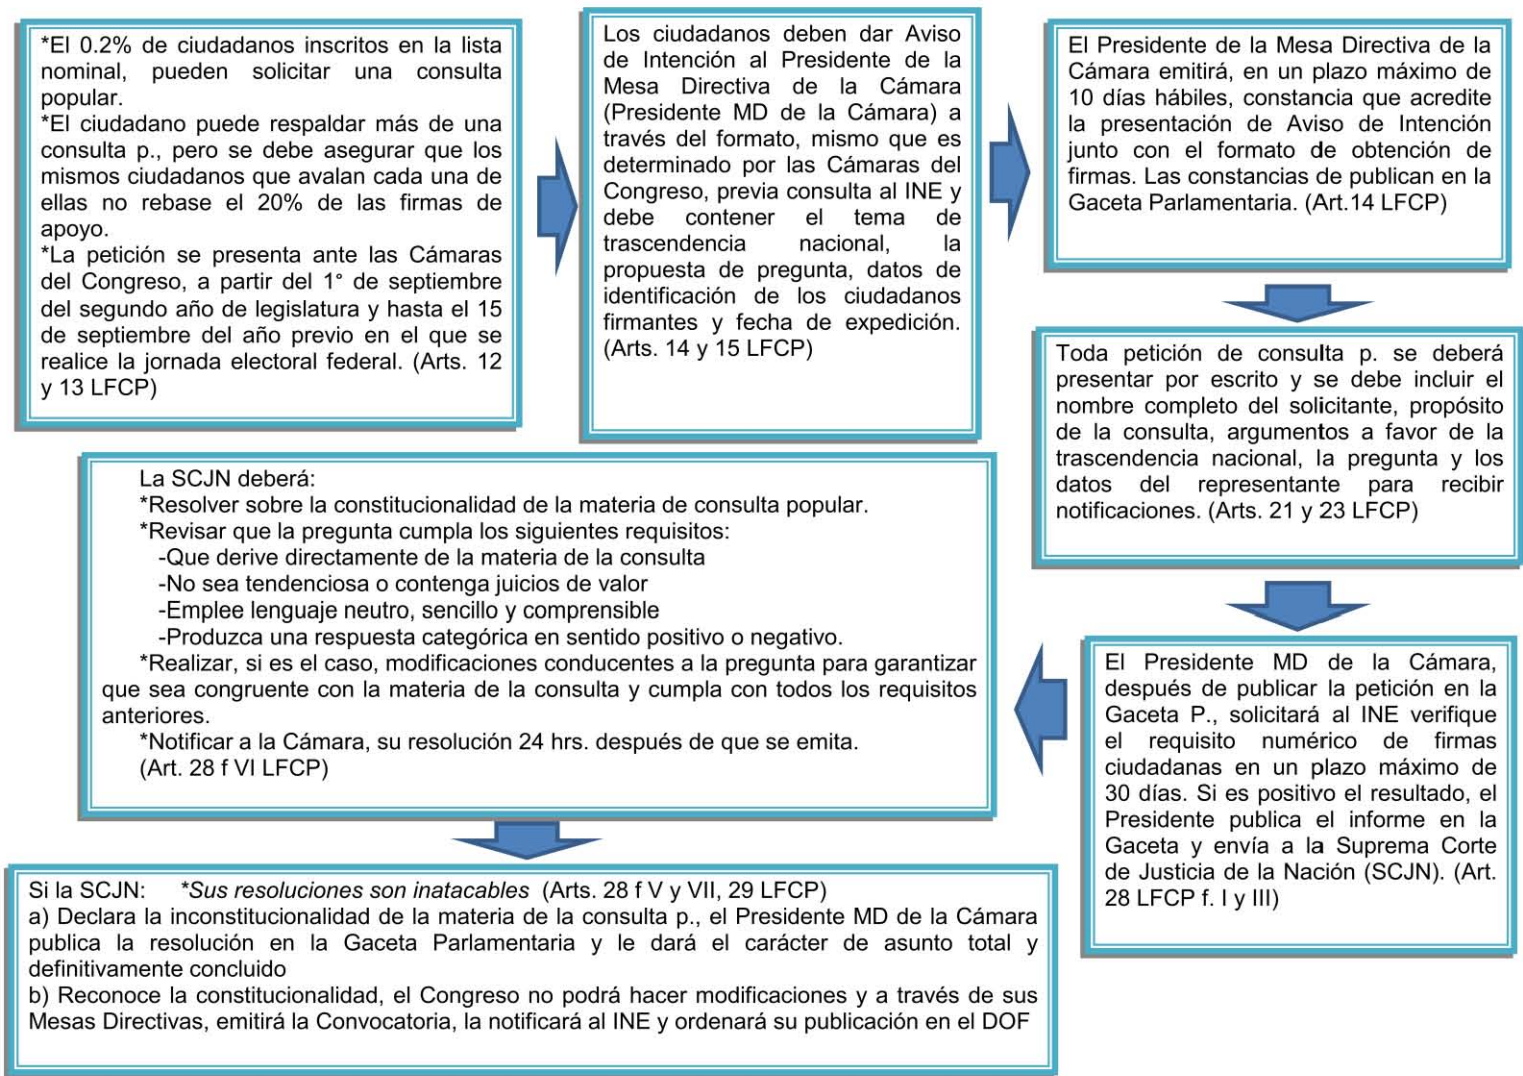 *El 0.2% de ciudadanos inscritos en la lista
nominal, pueden solicitar una consulta
popular.
*El ciudadano puede respaldar más de una
consulta p., pero se debe asegurar que los
mismos ciudadanos que avalan cada una de
ellas no rebase el 20% de las firmas de
apoyo.
*La petición se presenta ante las Cámaras
del Congreso, a partir del 1° de septiembre
del segundo año de legislatura y hasta el 15
de septiembre del año previo en el que se
realice la jornada electoral federal. (Arts. 12
y 13 LFCP)
Los ciudadanos deben dar Aviso
de Intención al Presidente de la
Mesa Directiva de la Cámara
(Presidente MD de la Cámara) a
través del formato, mismo que es
determinado por las Cámaras del
Congreso, previa consulta al INE y
debe contener el tema de
trascendencia nacional, la
propuesta de pregunta, datos de
identificación de los ciudadanos
firmantes y fecha de expedición.
(Arts. 14 y 15 LFCP)
El Presidente de la Mesa Directiva de la
Cámara emitirá, en un plazo máximo de
10 días hábiles, constancia que acredite
la presentación de Aviso de Intención
junto con el formato de obtención de
firmas. Las constancias de publican en la
Gaceta Parlamentaria. (Art.14 LFCP)
Toda petición de consulta p. se deberá
presentar por escrito y se debe incluir el
nombre completo del solicitante, propósito
de la consulta, argumentos a favor de la
trascendencia nacional, la pregunta y los
datos del representante para recibir
notificaciones. (Arts. 21 y 23 LFCP)
El Presidente MD de la Cámara,
después de publicar la petición en la
Gaceta P., solicitará al INE verifique
el requisito numérico de firmas
ciudadanas en un plazo máximo de
30 días. Si es positivo el resultado, el
Presidente publica el informe en la
Gaceta y envía a la Suprema Corte
de Justicia de la Nación (SCJN). (Art.
28 LFCP f. I y III)
La SCJN deberá:
*Resolver sobre la constitucionalidad de la materia de consulta popular.
*Revisar que la pregunta cumpla los siguientes requisitos:
-Que derive directamente de la materia de la consulta
-No sea tendenciosa o contenga juicios de valor
-Emplee lenguaje neutro, sencillo y comprensible
-Produzca una respuesta categórica en sentido positivo o negativo.
*Realizar, si es el caso, modificaciones conducentes a la pregunta para garantizar
que sea congruente con la materia de la consulta y cumpla con todos los requisitos
anteriores.
*Notificar a la Cámara, su resolución 24 hrs. después de que se emita.
(Art. 28 f VI LFCP)
Si la SCJN: *Sus resoluciones son inatacables (Arts. 28 f V y VII, 29 LFCP)
a) Declara la inconstitucionalidad de la materia de la consulta p., el Presidente MD de la Cámara
publica la resolución en la Gaceta Parlamentaria y le dará el carácter de asunto total y
definitivamente concluido
b) Reconoce la constitucionalidad, el Congreso no podrá hacer modificaciones y a través de sus
Mesas Directivas, emitirá la Convocatoria, la notificará al INE y ordenará su publicación en el DOF